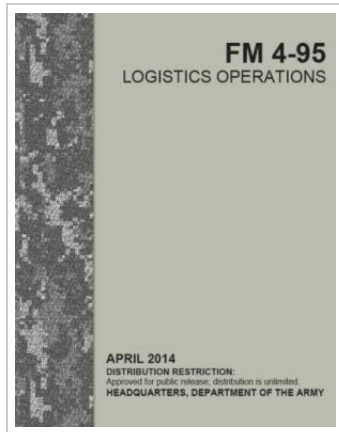 FM 4-95
LOGISTICS OPERATIONS
APRIL 2014
DISTRIBUTION RESTRICTION:
Approved for public release; distribution is unlimited.
HEADQUARTERS, DEPARTMENT OF THE ARMY